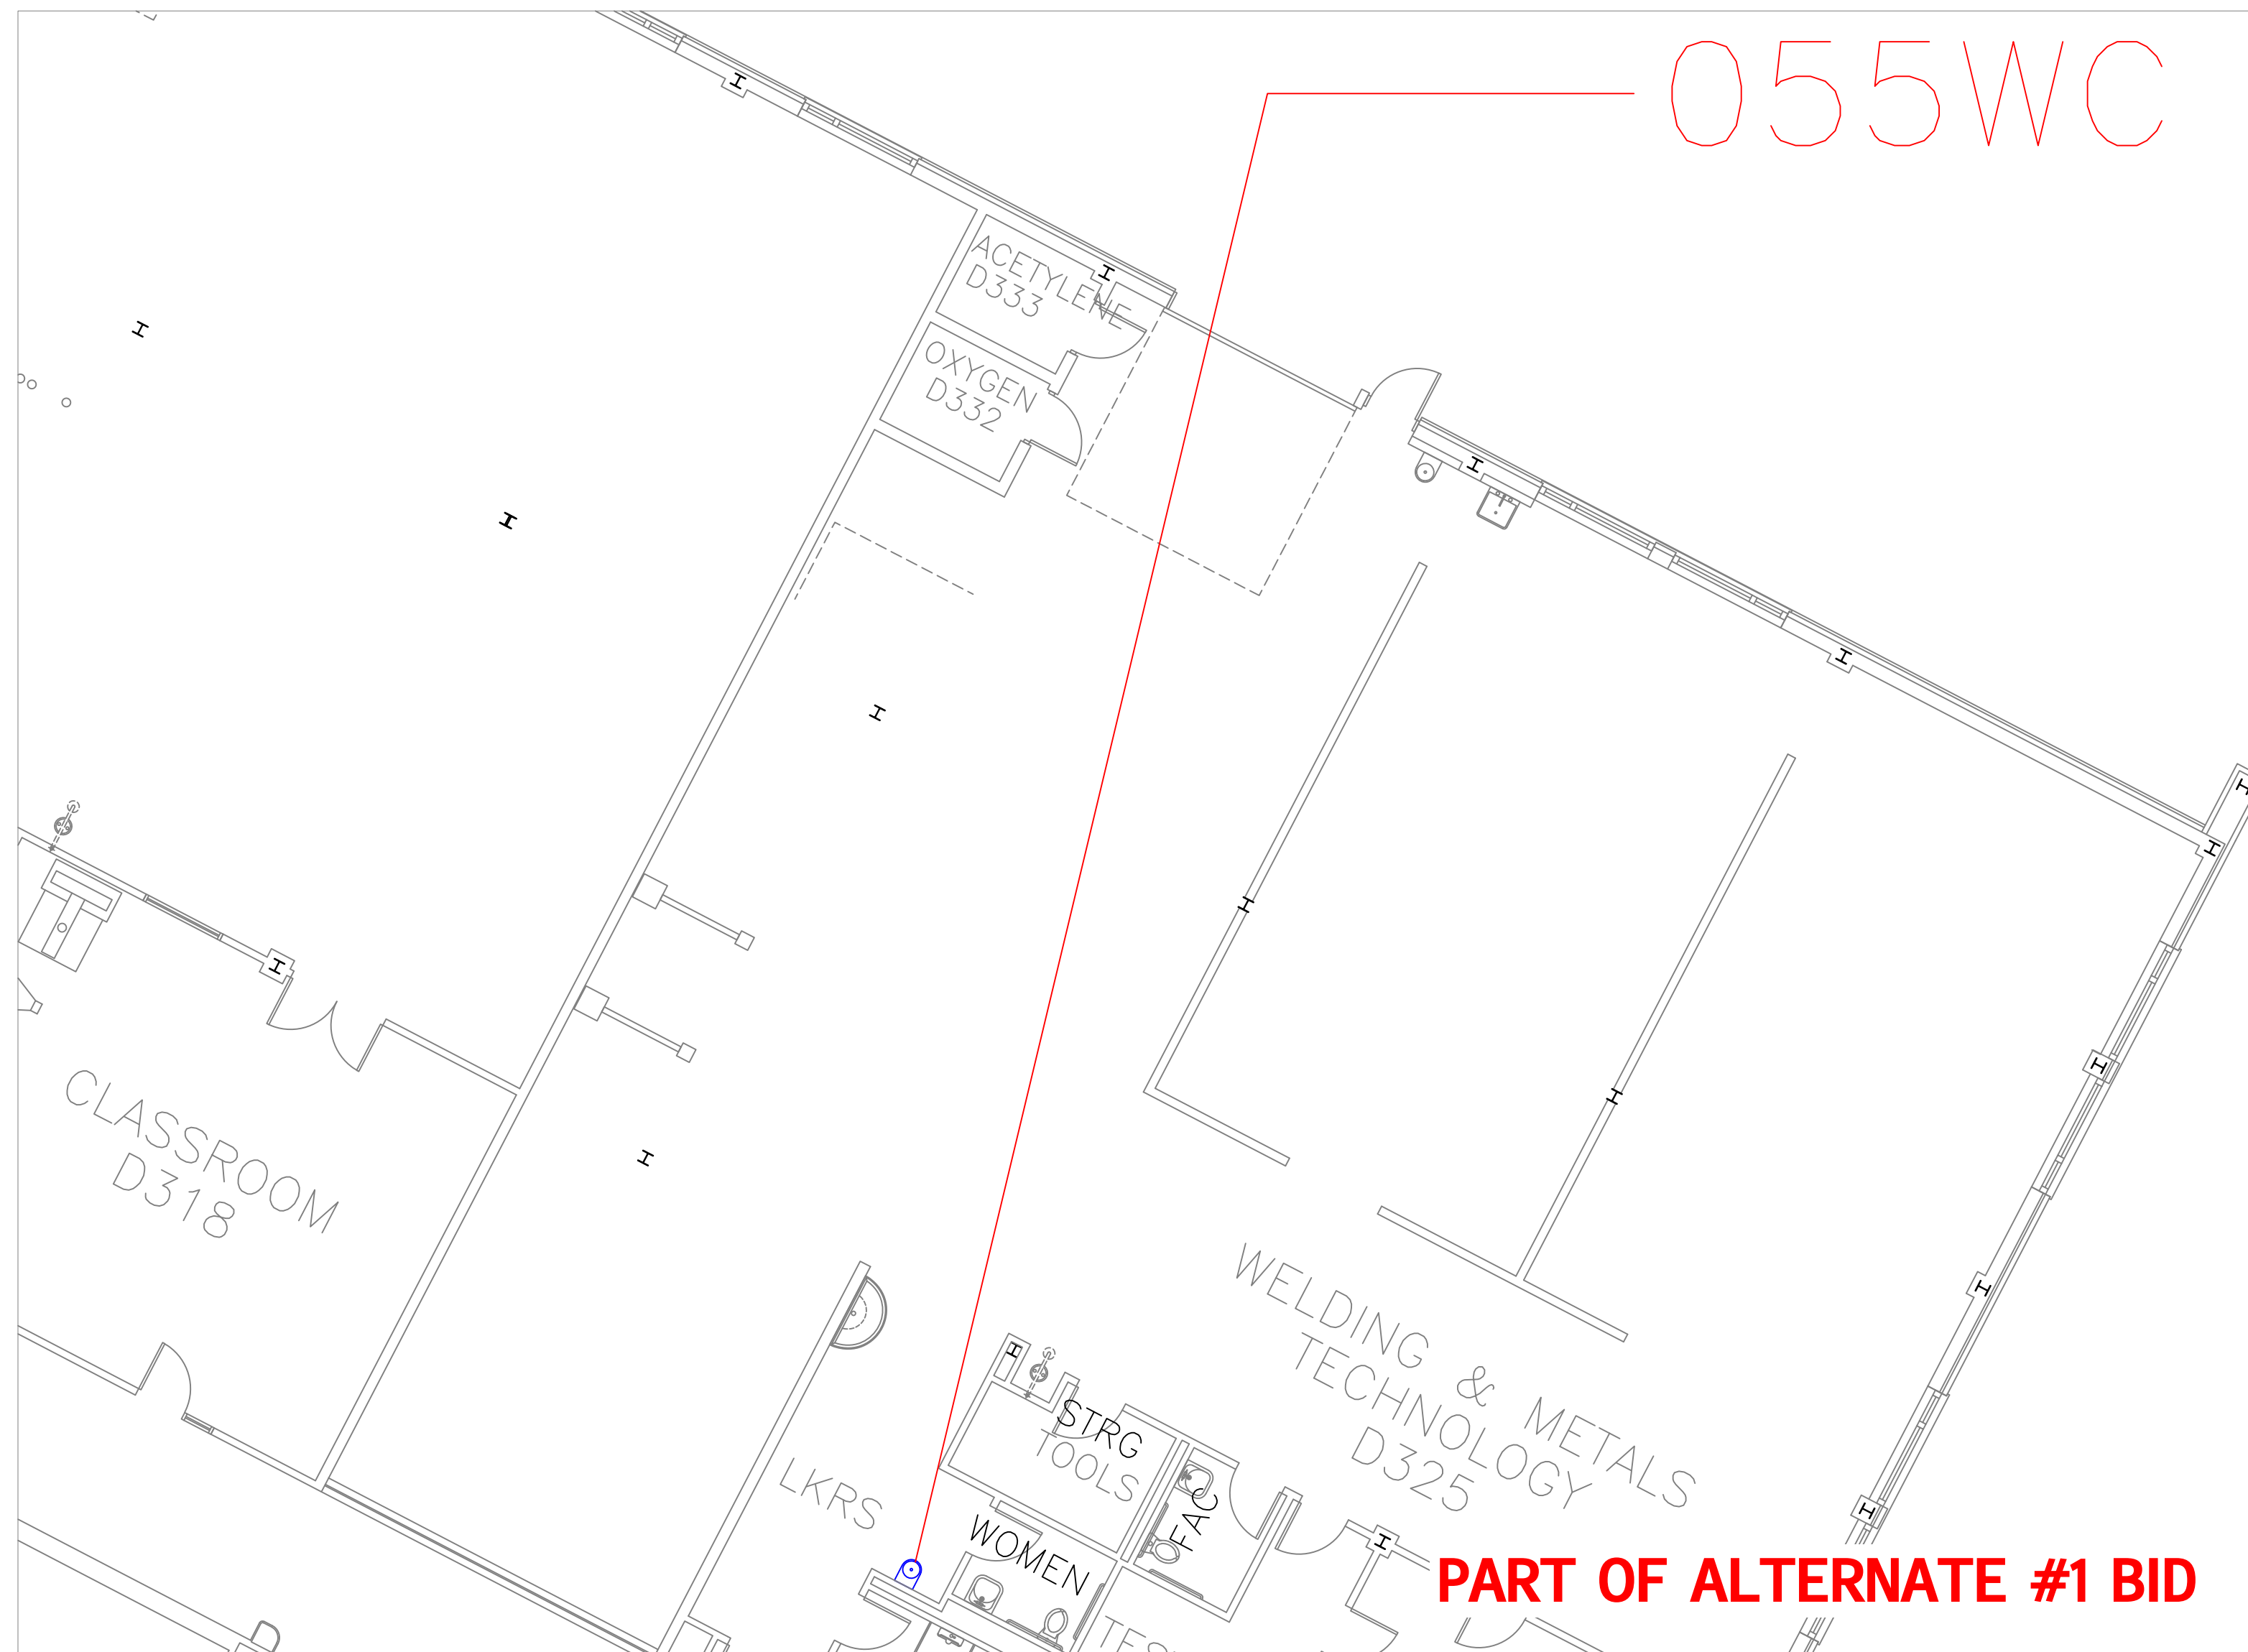 055WC
ACETYLENE
D333
OXYGEN
D332
CLASSROOM
D318
WELDING & METALS
TECHNOLOGY
D325
STRG
TOOLS
LKRS
FAC
WOMEN
PART OF ALTERNATE #1 BID